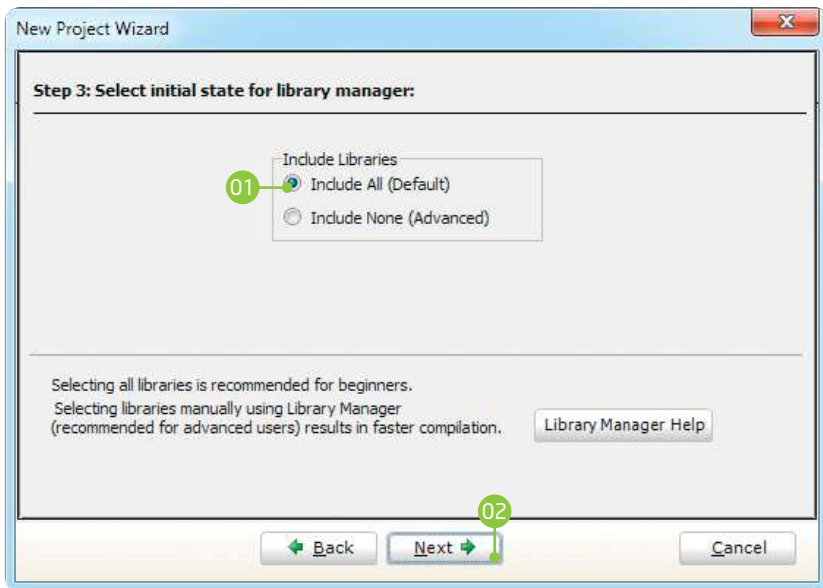 New Project Wizard
Step 3: Select initial state for library manager:
Include Libraries
01
Include All (Default)
Include None (Advanced)
Selecting all libraries is recommended for beginners.
Selecting libraries manually using Library Manager
(recommended for advanced users) results in faster compilation.
Library Manager Help
02
Back
Next
Cancel